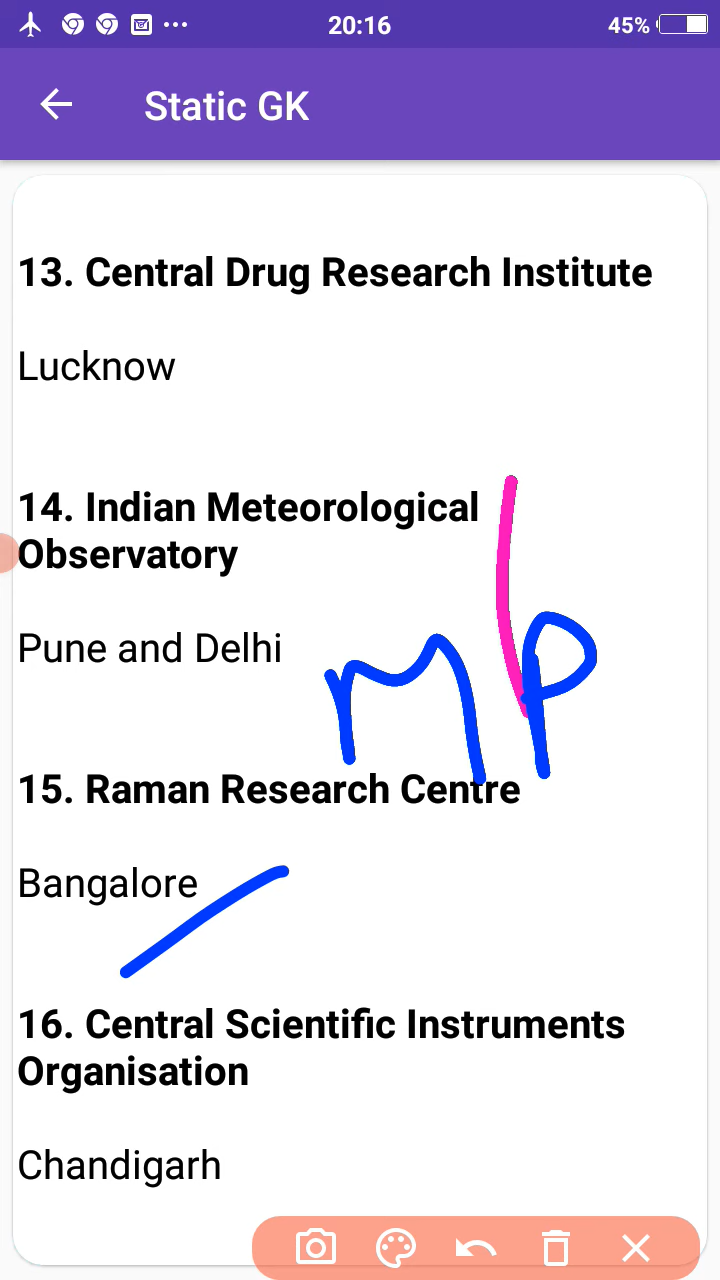 20:16
45%
Static GK
13. Central Drug Research Institute
Lucknow
14. Indian Meteorological
Observatory
Pune and Delhi
MP
15. Raman Research Centre
Bangalore
16. Central Scientific Instruments
Organisation
Chandigarh